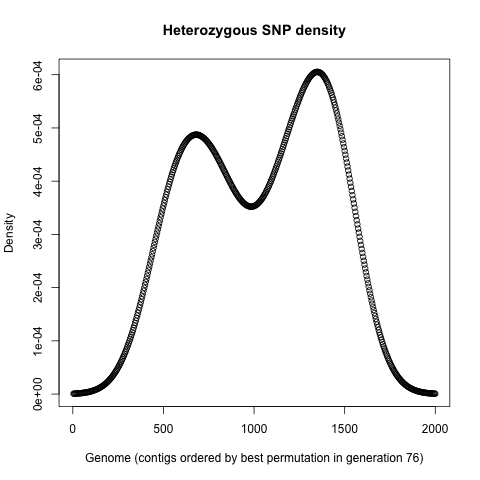 Heterozygous SNP density
6e-04
5e-04
4e-04
3e-04
2e-04
1e-04
0e+00
Density
0 500 1000 1500 2000
Genome (contigs ordered by best permutation in generation 76)